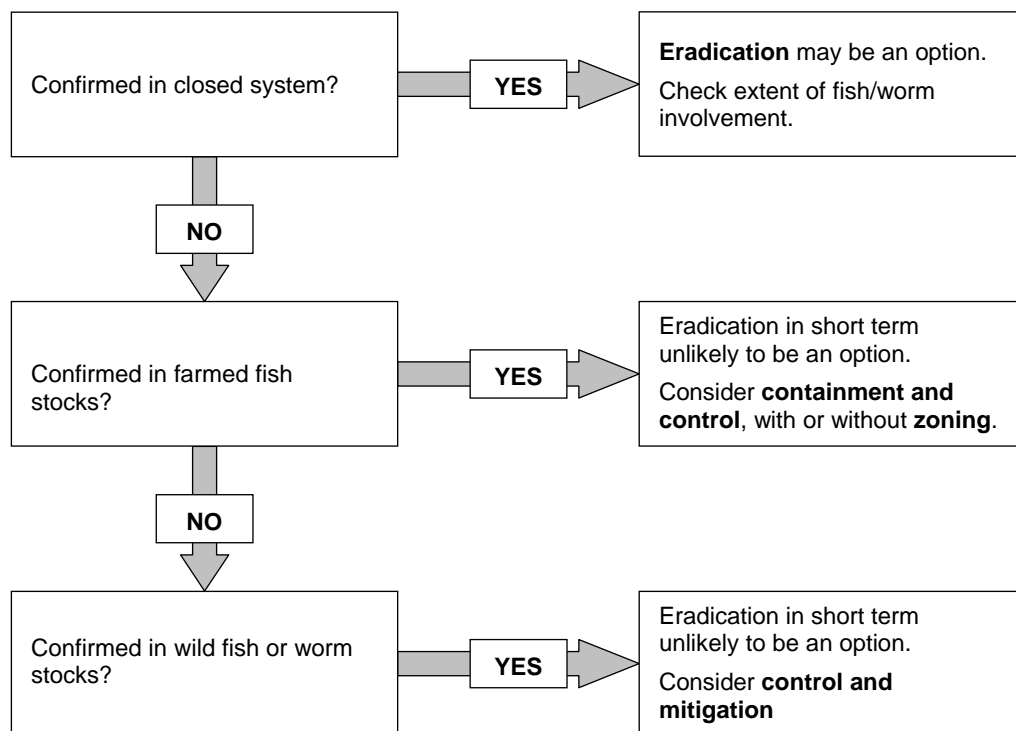 Confirmed in closed system?
YES
Eradication may be an option.
Check extent of fish/worm
involvement.
NO
Confirmed in farmed fish
stocks?
YES
Eradication in short term
unlikely to be an option.
Consider containment and
control, with or without zoning.
NO
Confirmed in wild fish or worm
stocks?
YES
Eradication in short term
unlikely to be an option.
Consider control and
mitigation